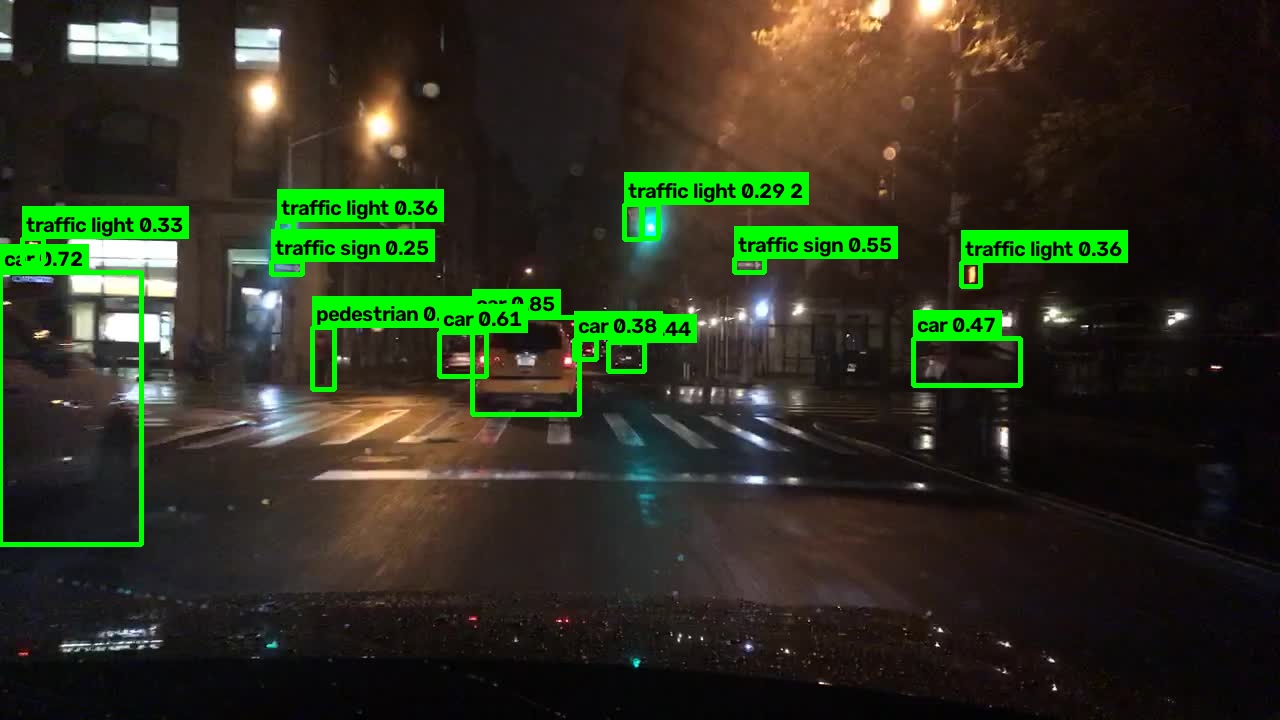 traffic light 0.29 2
traffic light 0.36
traffic light 0.33
traffic sign 0.25
traffic sign 0.55
traffic light 0.36
car 0.72
car 0.85
pedestrian 0.
car 0.61
car 0.38
.44
car 0.47